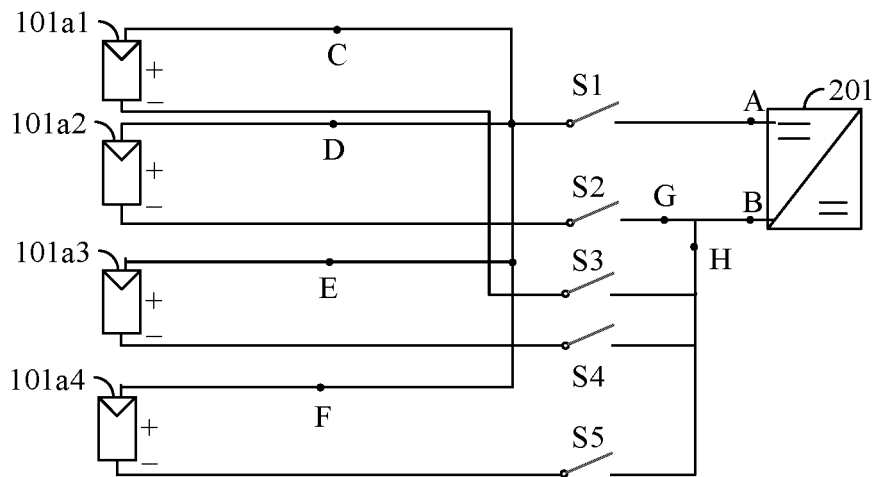 101a1
C
+
−
S1
A
201
101a2
D
+
−
S2
G
B
101a3
E
+
−
S3
H
101a4
F
S4
+
−
S5